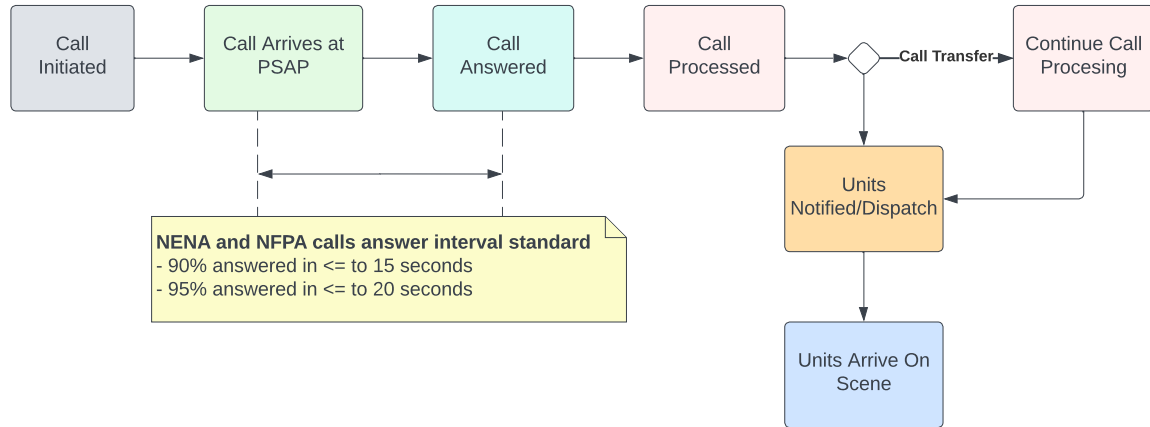 Call
Initiated
Call Arrives at
PSAP
Call
Answered
Call
Processed
Call Transfer
Continue Call
Procesing
Units
Notified/Dispatch
NENA and NFPA calls answer interval standard
- 90% answered in <= to 15 seconds
- 95% answered in <= to 20 seconds
Units Arrive On
Scene